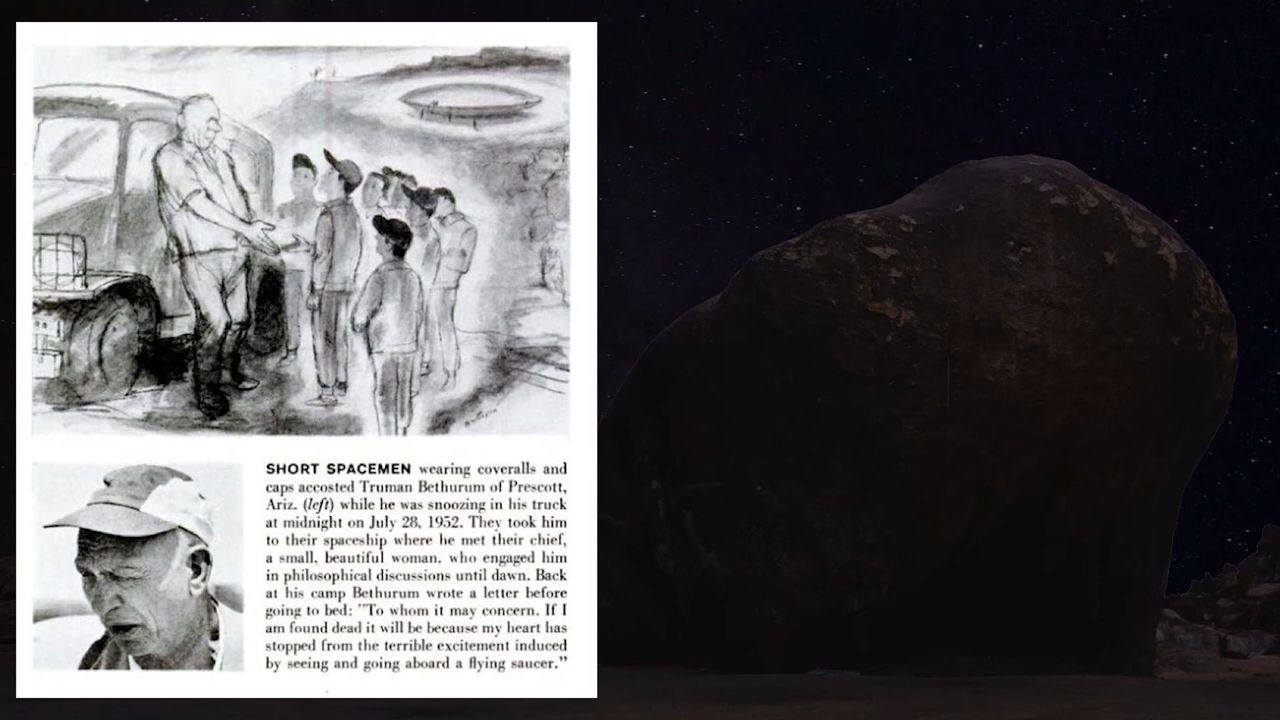 SHORT SPACEMEN wearing coveralls and
caps accosted Truman Bethurum of Prescott,
Ariz. (left) while he was snoozing in his truck
at midnight on July 28, 1952. They took him
to their spaceship where he met their chief,
a small, beautiful woman, who engaged him
in philosophical discussions until dawn. Back
at his camp Bethurum wrote a letter before
going to bed: "To whom it may concern. If I
am found dead it will be because my heart has
stopped from the terrible excitement induced
by seeing and going aboard a flying saucer."